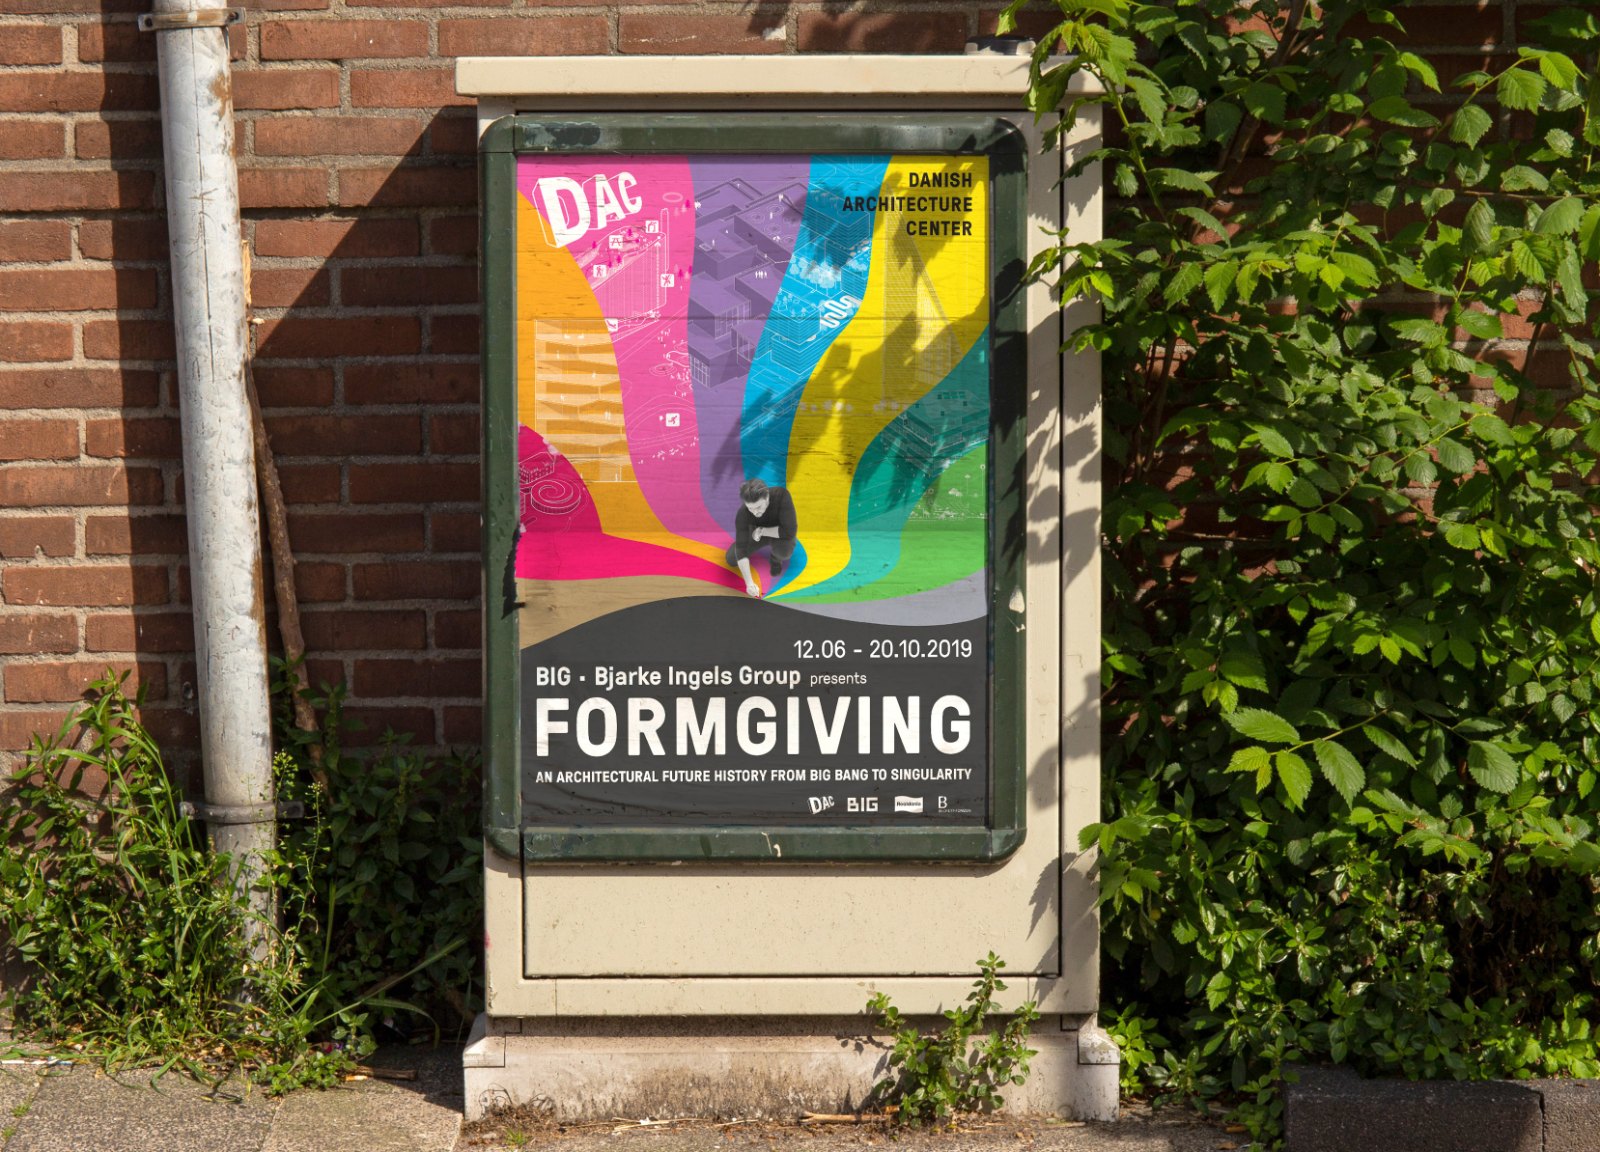 DAC
DANISH
ARCHITECTURE
CENTER
12.06 - 20.10.2019
BIG · Bjarke Ingels Group presents
FORMGIVING
AN ARCHITECTURAL FUTURE HISTORY FROM BIG BANG TO SINGULARITY
DAC BIG Realdania B